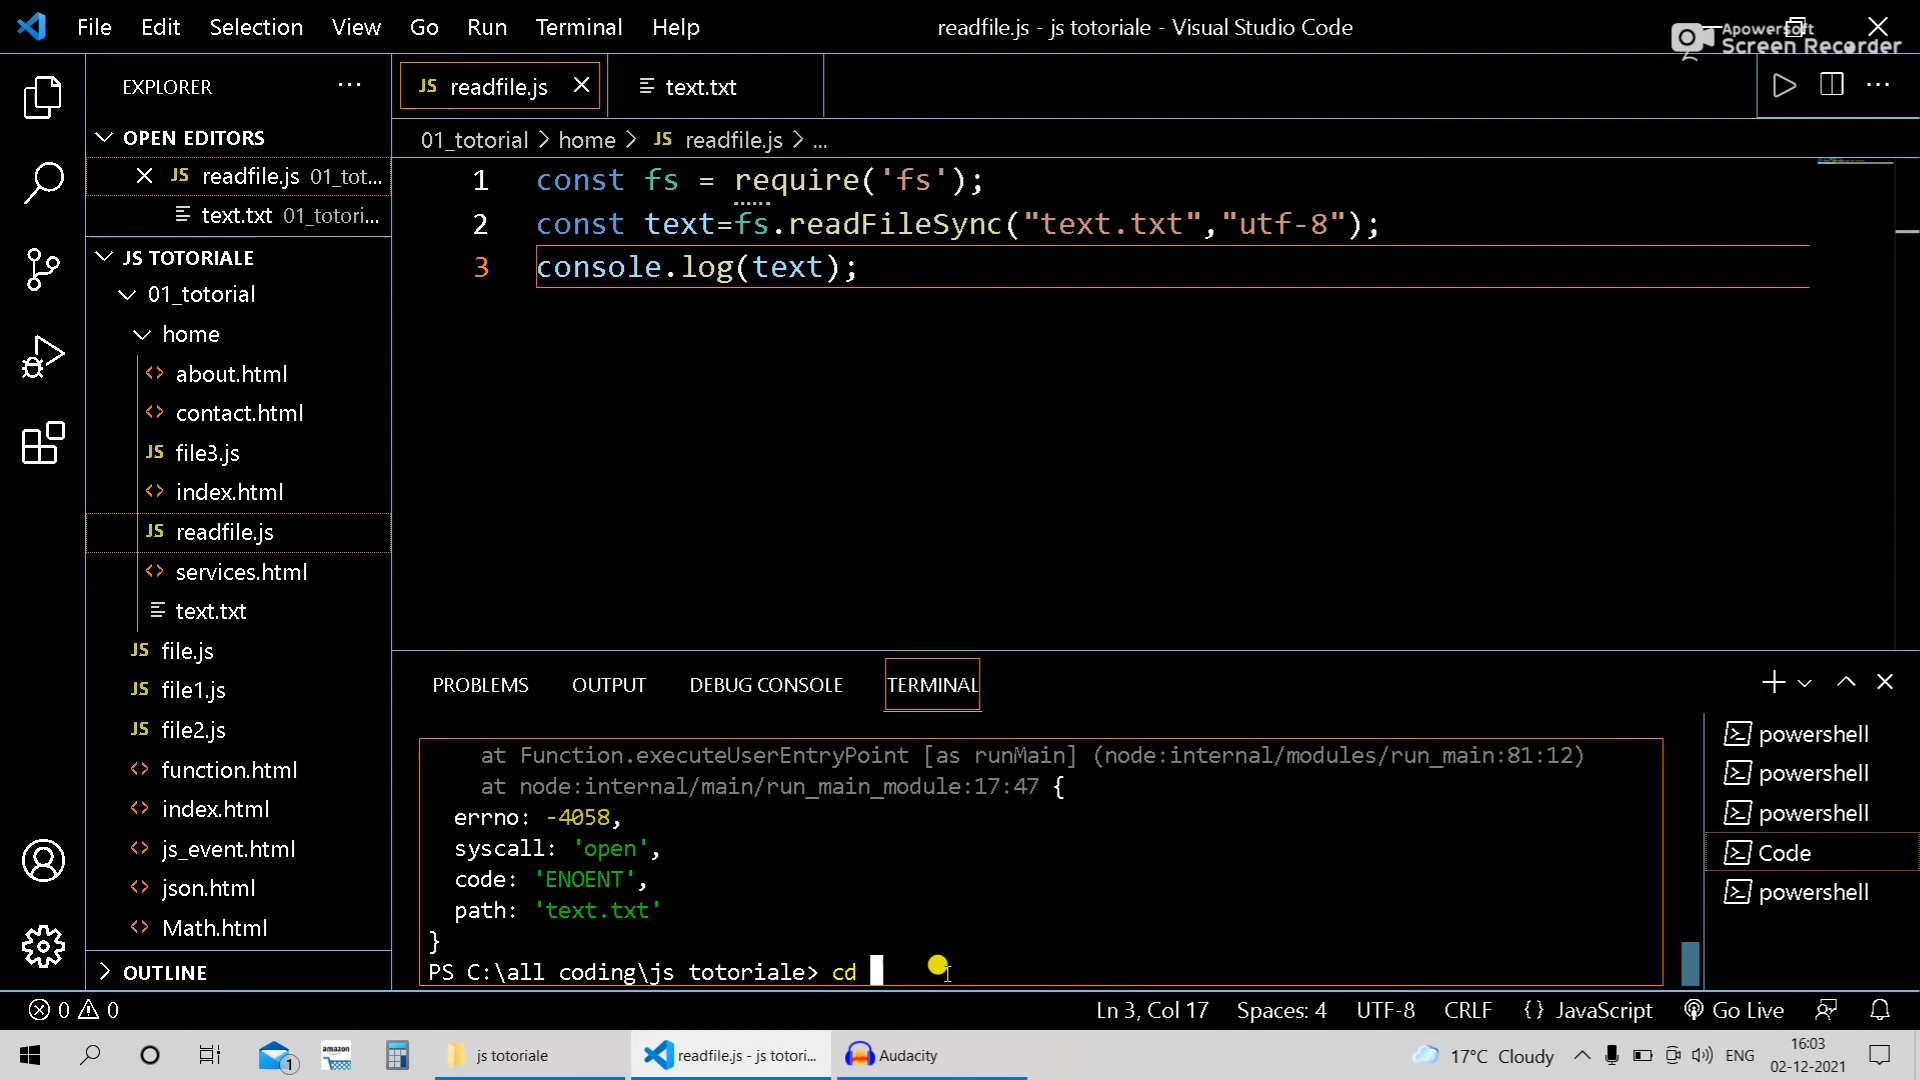 File Edit Selection View Go Run Terminal Help
readfile.js - js totoriale - Visual Studio Code
Apowersoft
Screen Recorder
EXPLORER ...
JS readfile.js
text.txt
OPEN EDITORS
JS readfile.js 01_tot...
text.txt 01_totori...
01_totorial > home > JS readfile.js > ...
1 const fs = require('fs');
2 const text=fs.readFileSync("text.txt","utf-8");
3 console.log(text);
JS TOTORIALE
01_totorial
home
<> about.html
<> contact.html
JS file3.js
<> index.html
JS readfile.js
<> services.html
text.txt
JS file.js
JS file1.js
JS file2.js
<> function.html
<> index.html
<> js_event.html
<> json.html
<> Math.html
OUTLINE
PROBLEMS OUTPUT DEBUG CONSOLE TERMINAL
at Function.executeUserEntryPoint [as runMain] (node:internal/modules/run_main:81:12)
at node:internal/main/run_main_module:17:47 {
errno: -4058,
syscall: 'open',
code: 'ENOENT',
path: 'text.txt'
}
PS C:\all coding\js totoriale> cd
powershell
powershell
powershell
Code
powershell
0 0
Ln 3, Col 17 Spaces: 4 UTF-8 CRLF {} JavaScript Go Live
amazon
1
js totoriale
readfile.js - js totori...
Audacity
17°C Cloudy
ENG
16:03
02-12-2021